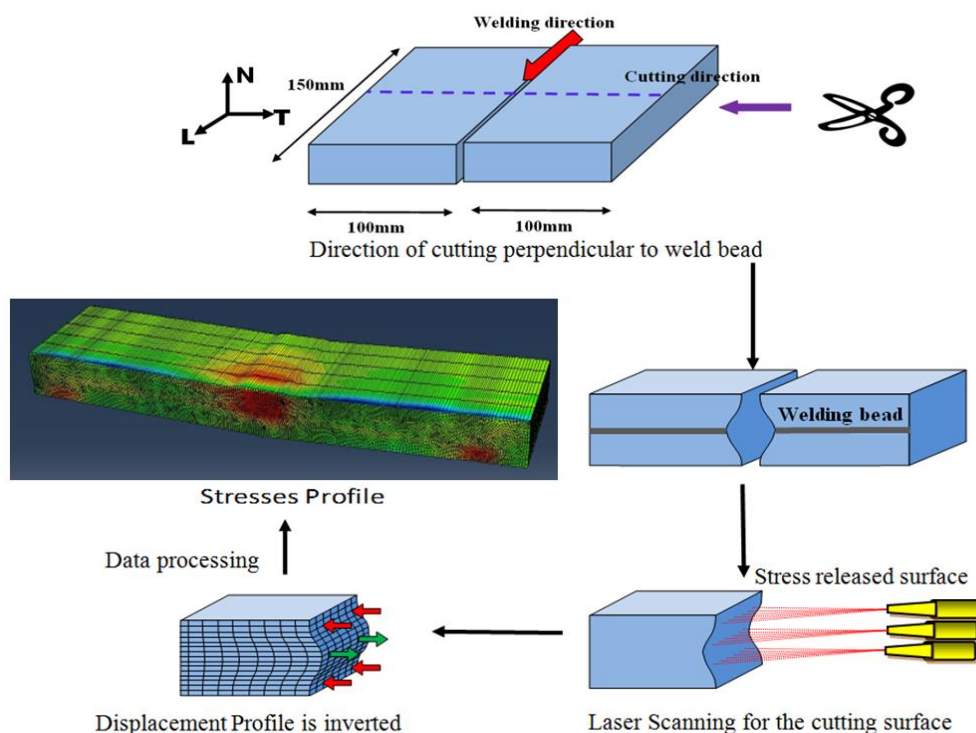 Welding direction
N
150mm
Cutting direction
L
T
100mm
100mm
Direction of cutting perpendicular to weld bead
Welding bead
Stresses Profile
Data processing
Stress released surface
Displacement Profile is inverted
Laser Scanning for the cutting surface